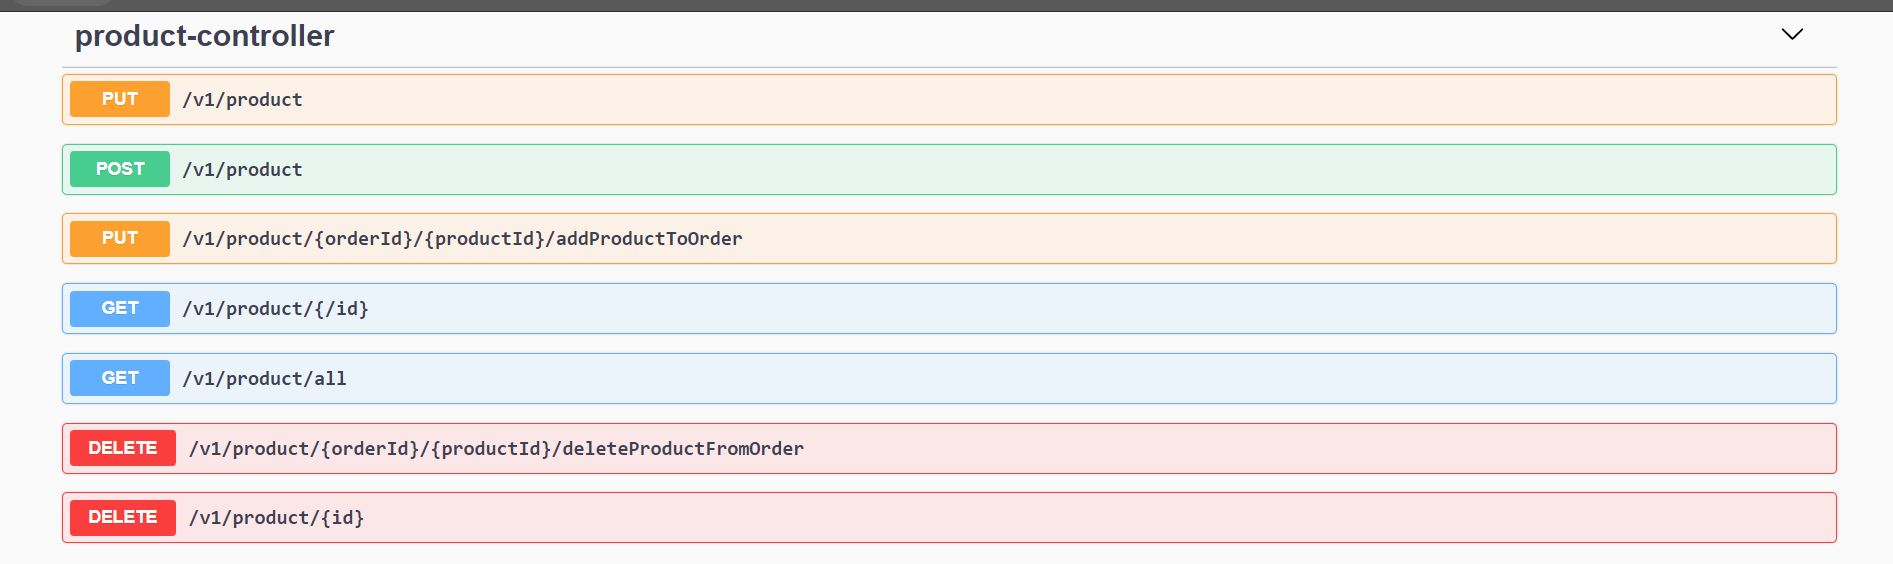 product-controller
PUT /v1/product
POST /v1/product
PUT /v1/product/{orderId}/{productId}/addProductToOrder
GET /v1/product/{/id}
GET /v1/product/all
DELETE /v1/product/{orderId}/{productId}/deleteProductFromOrder
DELETE /v1/product/{id}